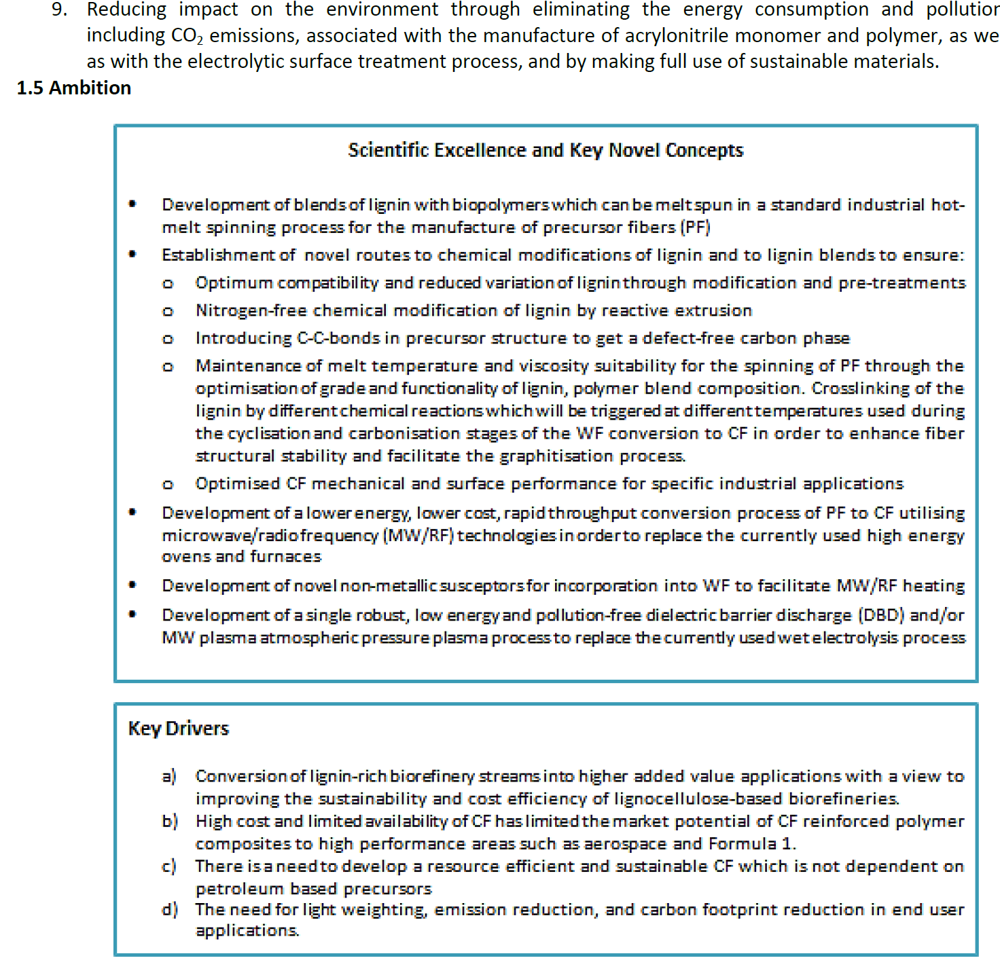 9. Reducing impact on the environment through eliminating the energy consumption and pollution
including CO₂ emissions, associated with the manufacture of acrylonitrile monomer and polymer, as we
as with the electrolytic surface treatment process, and by making full use of sustainable materials.
1.5 Ambition
Scientific Excellence and Key Novel Concepts
• Development of blends of lignin with biopolymers which can be melt spun in a standard industrial hot-
melt spinning process for the manufacture of precursor fibers (PF)
• Establishment of novel routes to chemical modifications of lignin and to lignin blends to ensure:
o Optimum compatibility and reduced variation of lignin through modification and pre-treatments
o Nitrogen-free chemical modification of lignin by reactive extrusion
o Introducing C-C-bonds in precursor structure to get a defect-free carbon phase
o Maintenance of melt temperature and viscosity suitability for the spinning of PF through the
optimisation of grade and functionality of lignin, polymer blend composition. Crosslinking of the
lignin by different chemical reactions which will be triggered at different temperatures used during
the cyclisation and carbonisation stages of the WF conversion to CF in order to enhance fiber
structural stability and facilitate the graphitisation process.
o Optimised CF mechanical and surface performance for specific industrial applications
• Development of a lower energy, lower cost, rapid throughput conversion process of PF to CF utilising
microwave/radiofrequency (MW/RF) technologies in order to replace the currently used high energy
ovens and furnaces
• Development of novel non-metallic susceptors for incorporation into WF to facilitate MW/RF heating
• Development of a single robust, low energy and pollution-free dielectric barrier discharge (DBD) and/or
MW plasma atmospheric pressure plasma process to replace the currently used wet electrolysis process
Key Drivers
a) Conversion of lignin-rich biorefinery streams into higher added value applications with a view to
improving the sustainability and cost efficiency of lignocellulose-based biorefineries.
b) High cost and limited availability of CF has limited the market potential of CF reinforced polymer
composites to high performance areas such as aerospace and Formula 1.
c) There is a need to develop a resource efficient and sustainable CF which is not dependent on
petroleum based precursors
d) The need for light weighting, emission reduction, and carbon footprint reduction in end user
applications.